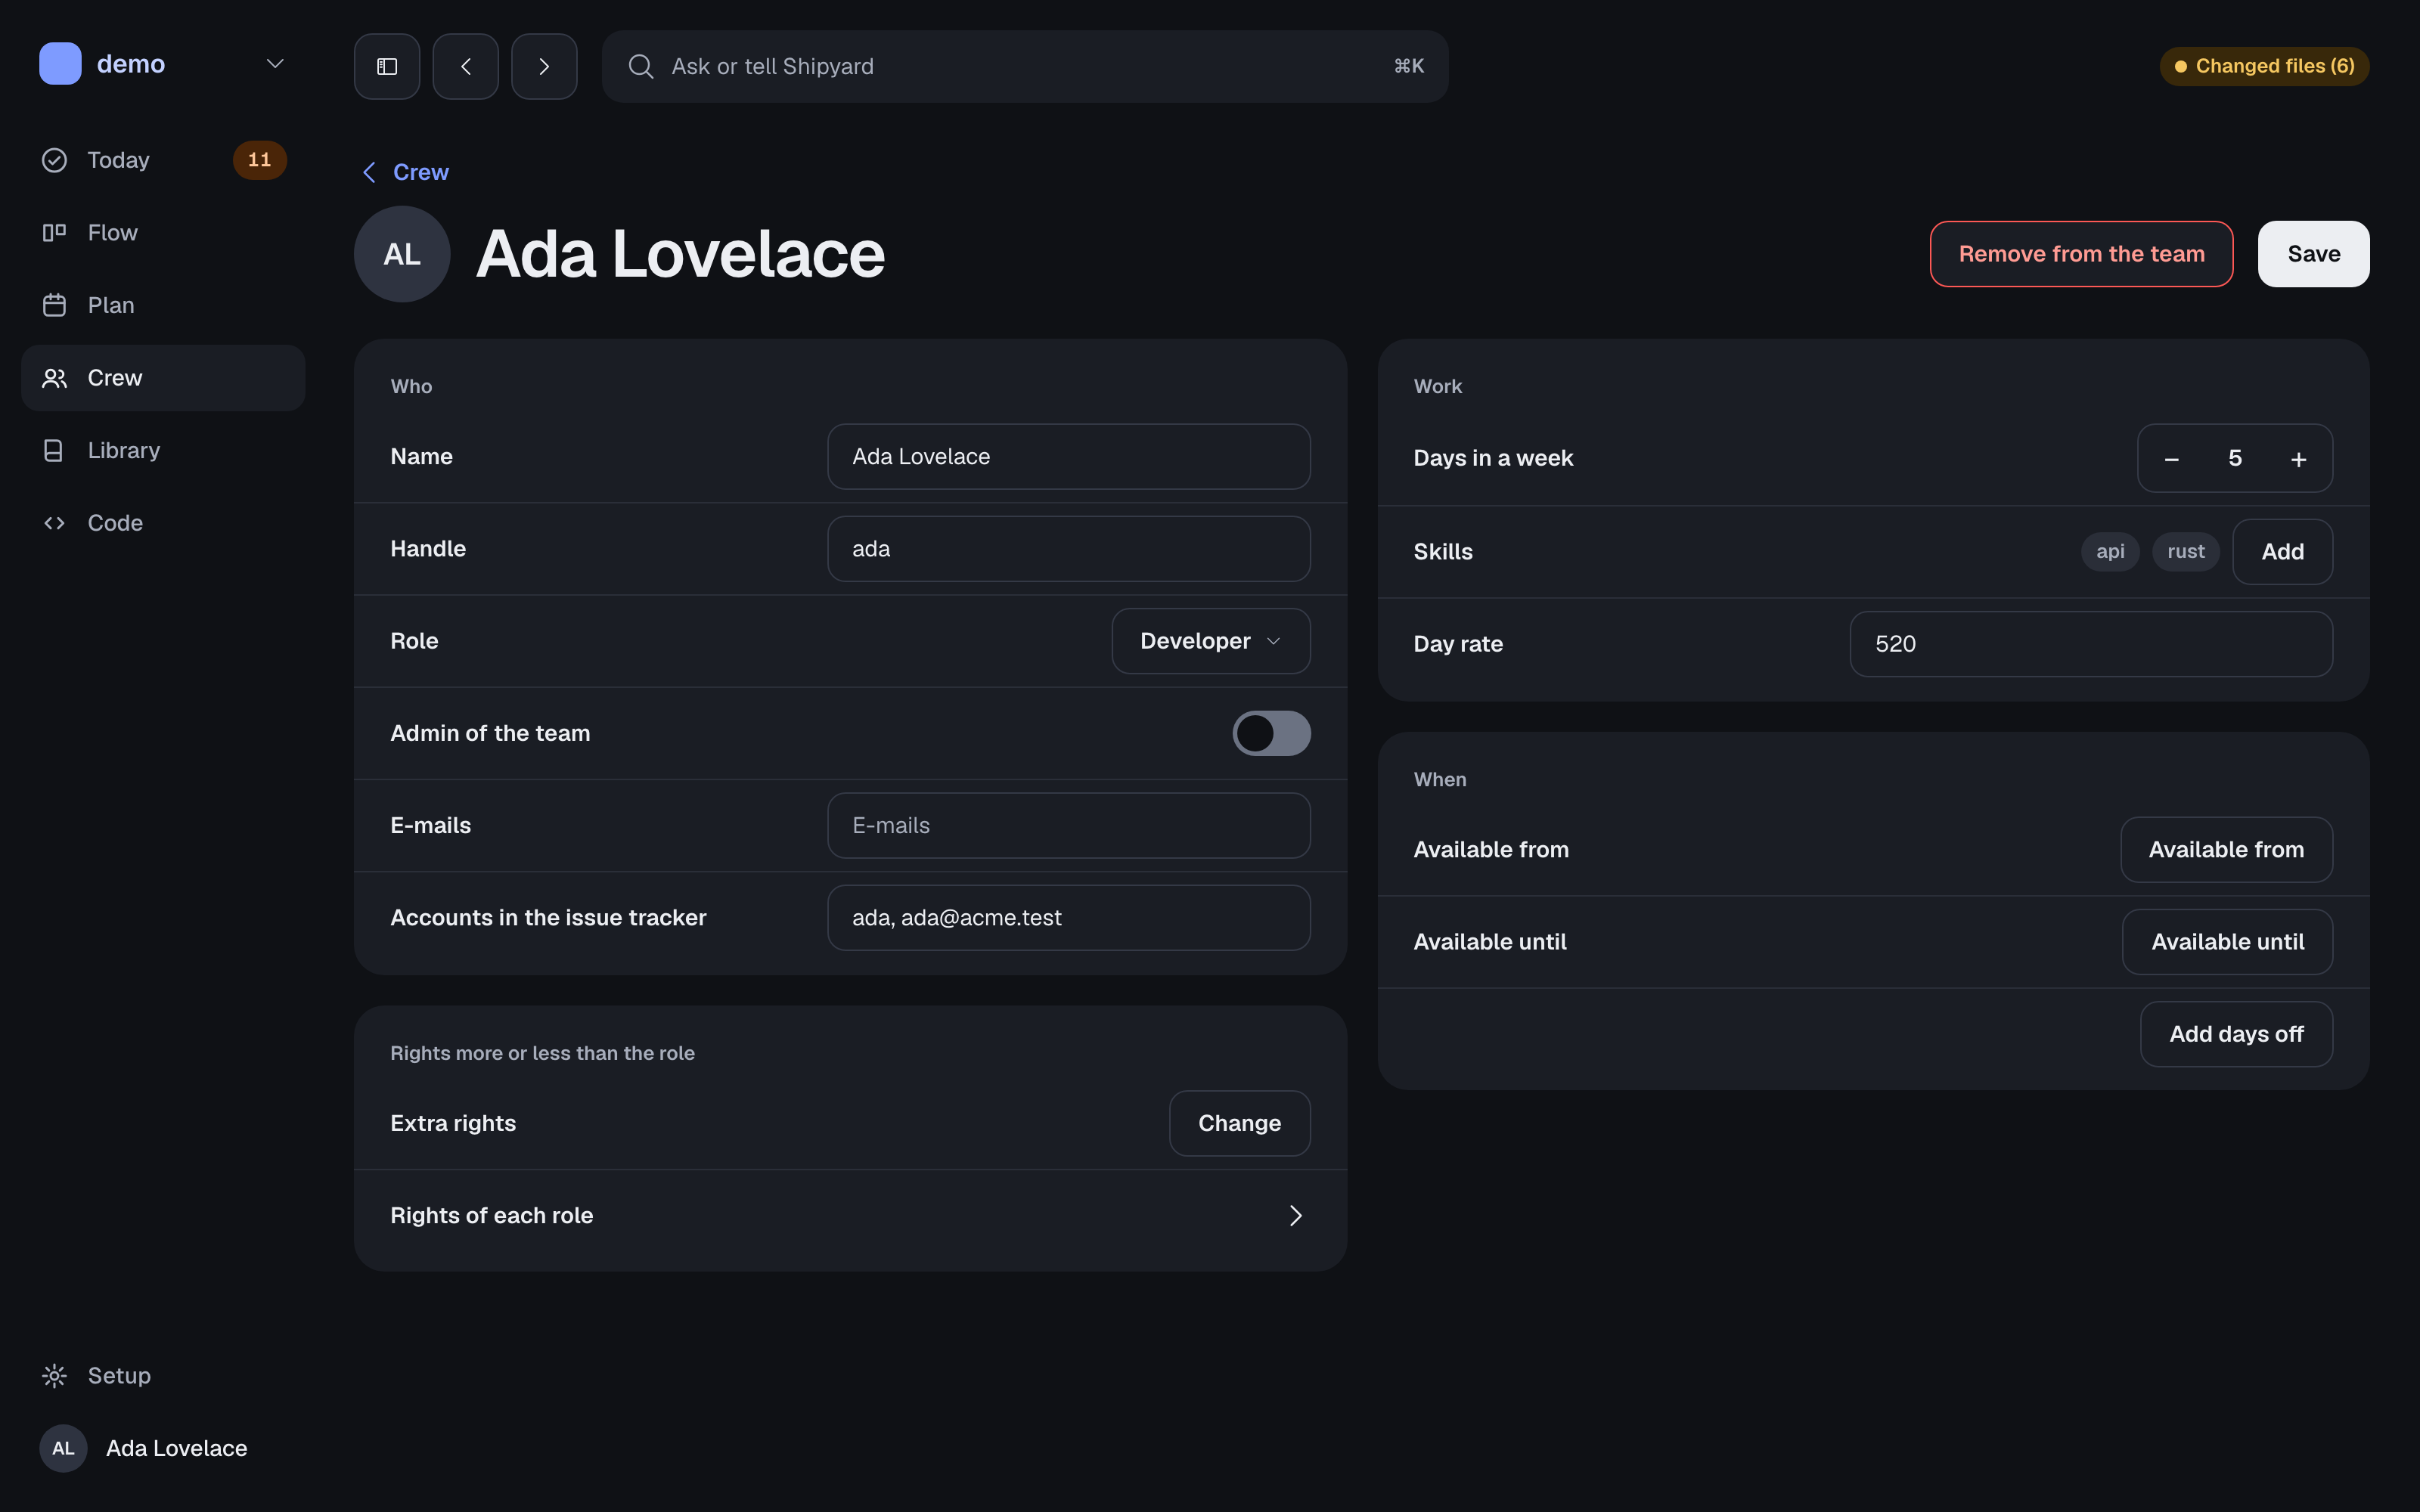 demo
Ask or tell Shipyard
⌘K
Changed files (6)
Today
11
Flow
Plan
Crew
Library
Code
Setup
AL
Ada Lovelace
Crew
AL
Ada Lovelace
Remove from the team
Save
Who
Name
Ada Lovelace
Handle
ada
Role
Developer
Admin of the team
E-mails
E-mails
Accounts in the issue tracker
ada, ada@acme.test
Rights more or less than the role
Extra rights
Change
Rights of each role
Work
Days in a week
− 5 +
Skills
api
rust
Add
Day rate
520
When
Available from
Available from
Available until
Available until
Add days off